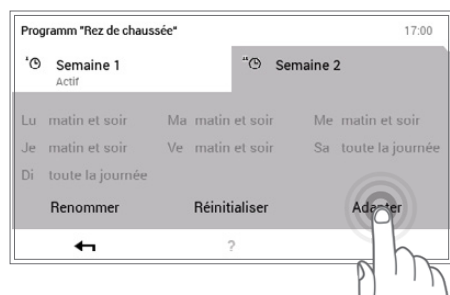 Programm "Rez de chaussée" 17:00
Semaine 1 Semaine 2
Actif
Lu matin et soir Ma matin et soir Me matin et soir
Je matin et soir Ve matin et soir Sa toute la journée
Di toute la journée
Renommer Réinitialiser Adapter
?